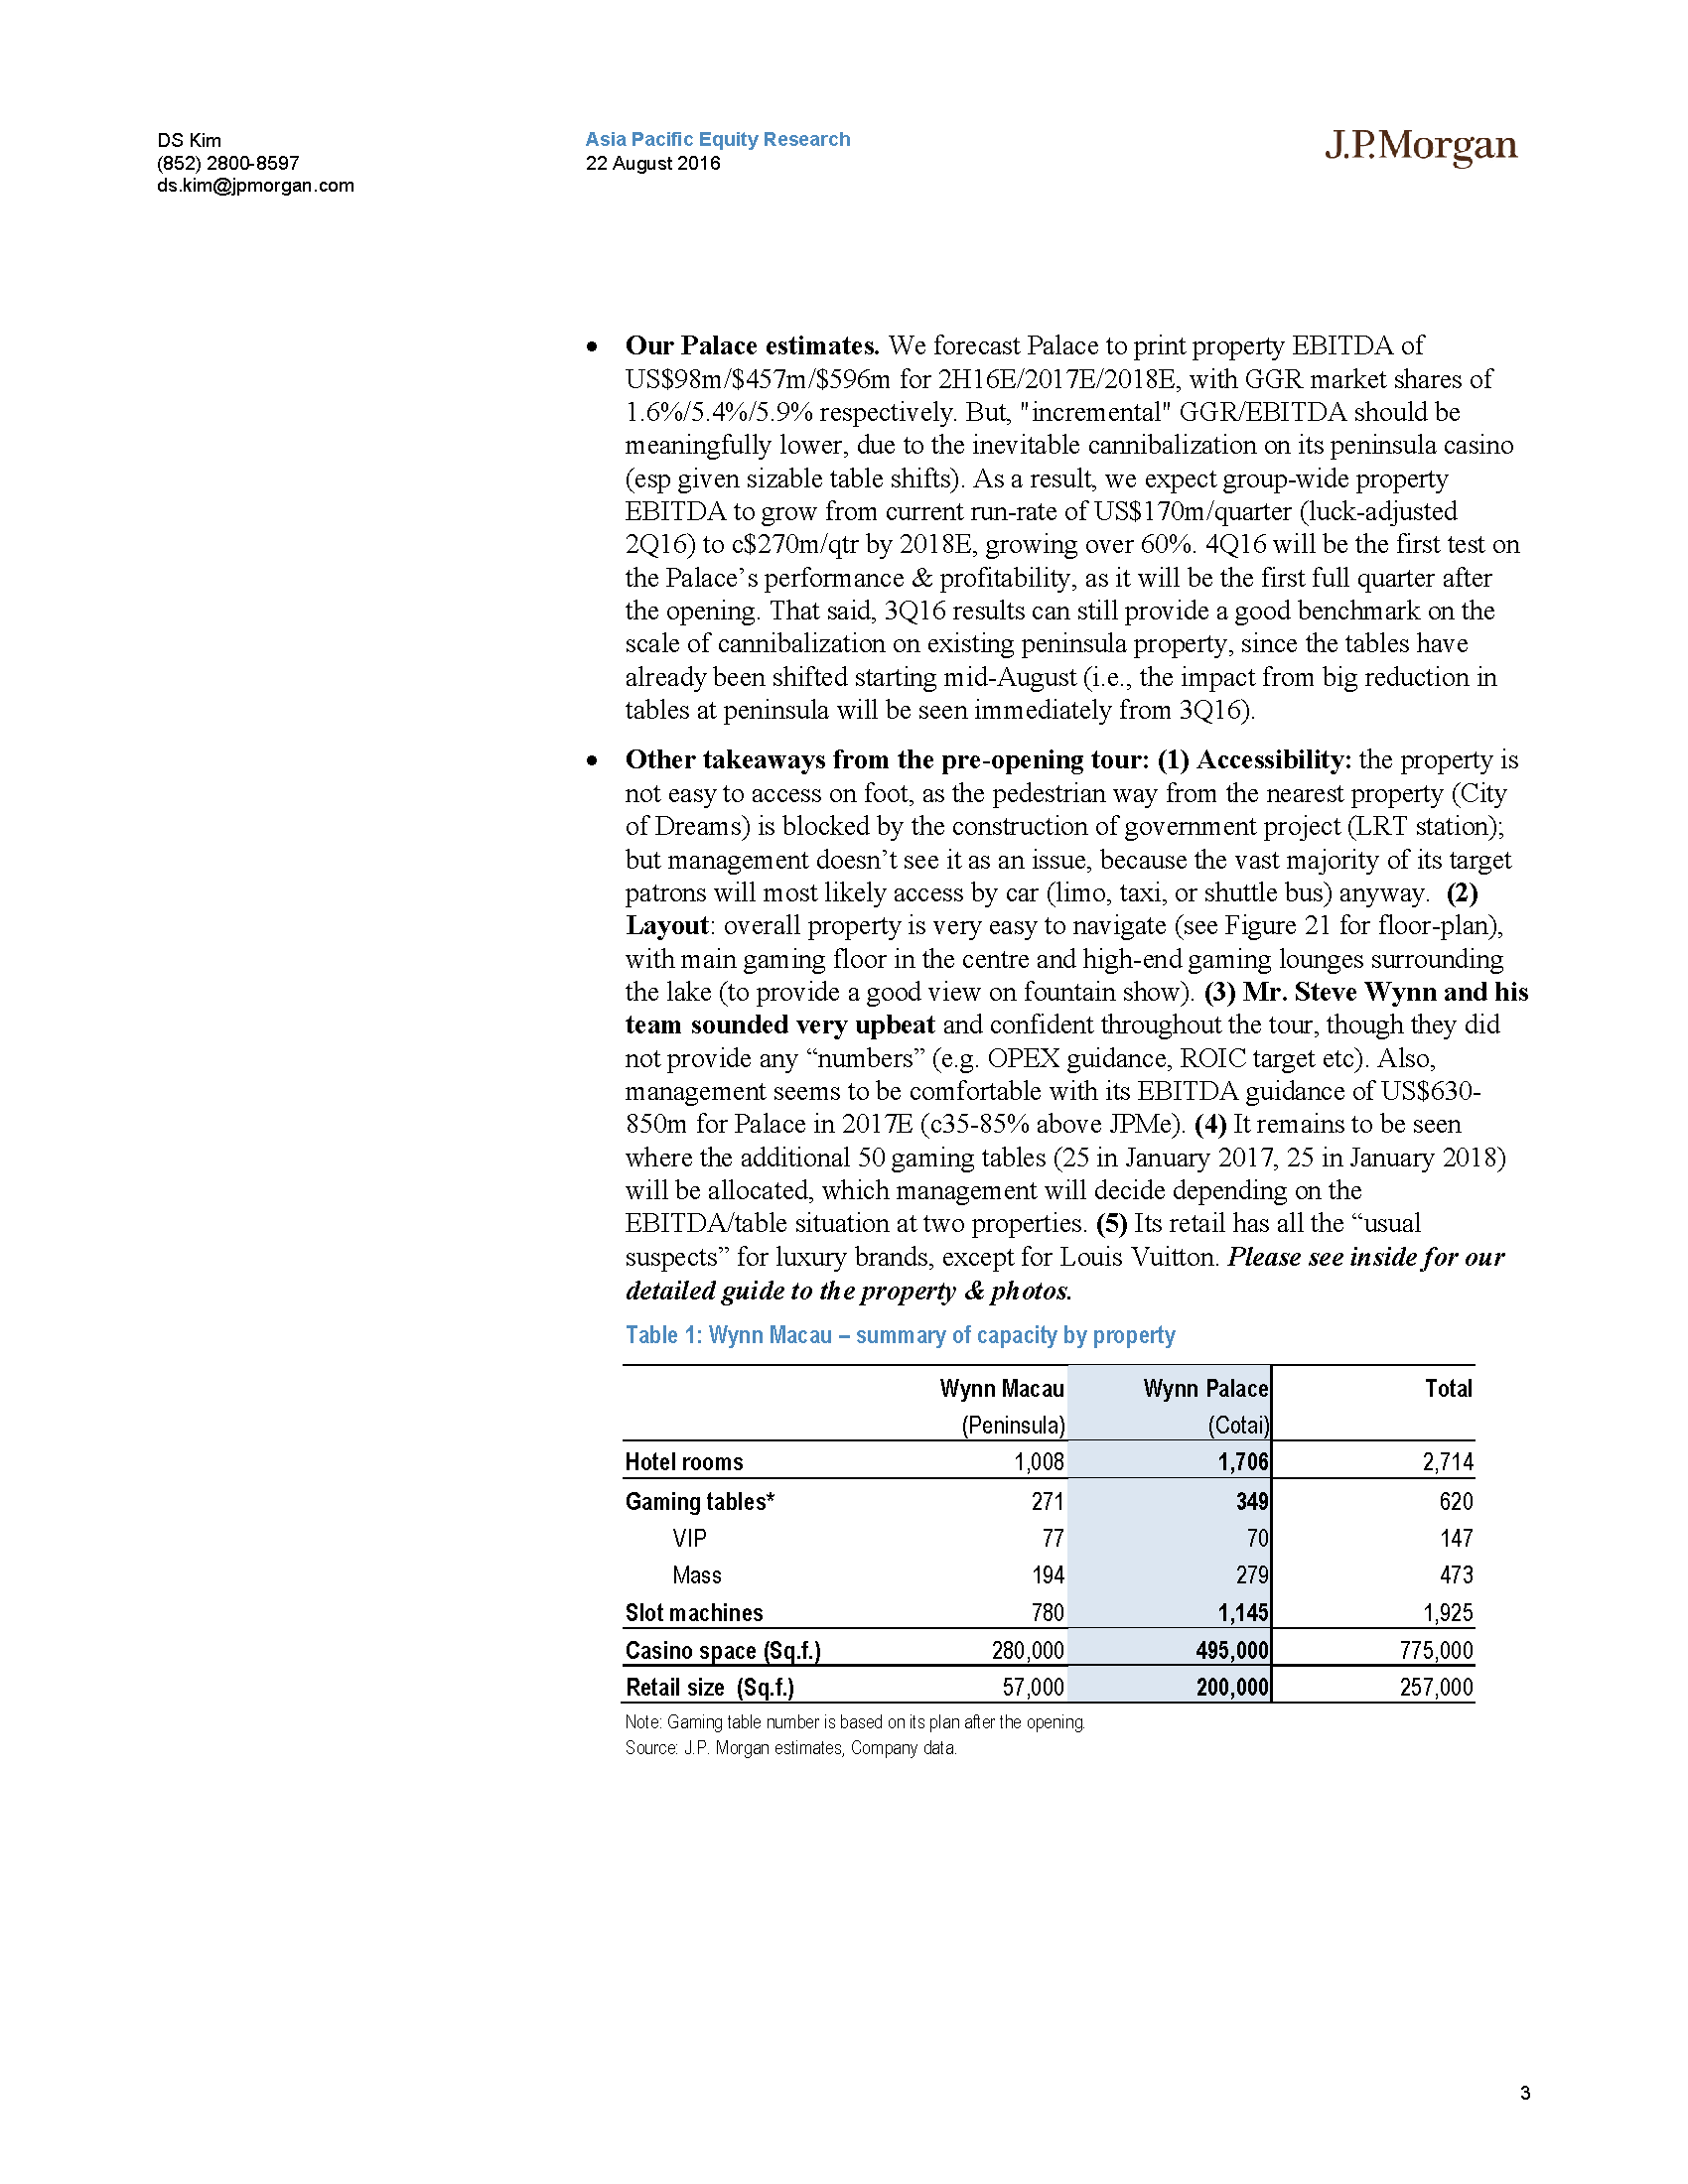 DS Kim
(852) 2800-8597
ds.kim@jpmorgan.com
Asia Pacific Equity Research
22 August 2016
J.P.Morgan
• Our Palace estimates. We forecast Palace to print property EBITDA of
US$98m/$457m/$596m for 2H16E/2017E/2018E, with GGR market shares of
1.6%/5.4%/5.9% respectively. But, "incremental" GGR/EBITDA should be
meaningfully lower, due to the inevitable cannibalization on its peninsula casino
(esp given sizable table shifts). As a result, we expect group-wide property
EBITDA to grow from current run-rate of US$170m/quarter (luck-adjusted
2Q16) to c$270m/qtr by 2018E, growing over 60%. 4Q16 will be the first test on
the Palace’s performance & profitability, as it will be the first full quarter after
the opening. That said, 3Q16 results can still provide a good benchmark on the
scale of cannibalization on existing peninsula property, since the tables have
already been shifted starting mid-August (i.e., the impact from big reduction in
tables at peninsula will be seen immediately from 3Q16).
• Other takeaways from the pre-opening tour: (1) Accessibility: the property is
not easy to access on foot, as the pedestrian way from the nearest property (City
of Dreams) is blocked by the construction of government project (LRT station);
but management doesn’t see it as an issue, because the vast majority of its target
patrons will most likely access by car (limo, taxi, or shuttle bus) anyway. (2)
Layout: overall property is very easy to navigate (see Figure 21 for floor-plan),
with main gaming floor in the centre and high-end gaming lounges surrounding
the lake (to provide a good view on fountain show). (3) Mr. Steve Wynn and his
team sounded very upbeat and confident throughout the tour, though they did
not provide any “numbers” (e.g. OPEX guidance, ROIC target etc). Also,
management seems to be comfortable with its EBITDA guidance of US$630-
850m for Palace in 2017E (c35-85% above JPMe). (4) It remains to be seen
where the additional 50 gaming tables (25 in January 2017, 25 in January 2018)
will be allocated, which management will decide depending on the
EBITDA/table situation at two properties. (5) Its retail has all the “usual
suspects” for luxury brands, except for Louis Vuitton. Please see inside for our
detailed guide to the property & photos.
Table 1: Wynn Macau – summary of capacity by property
Wynn Macau Wynn Palace Total
(Peninsula) (Cotai)
Hotel rooms 1,008 1,706 2,714
Gaming tables* 271 349 620
VIP 77 70 147
Mass 194 279 473
Slot machines 780 1,145 1,925
Casino space (Sq.f.) 280,000 495,000 775,000
Retail size (Sq.f.) 57,000 200,000 257,000
Note: Gaming table number is based on its plan after the opening.
Source: J.P. Morgan estimates, Company data.
3